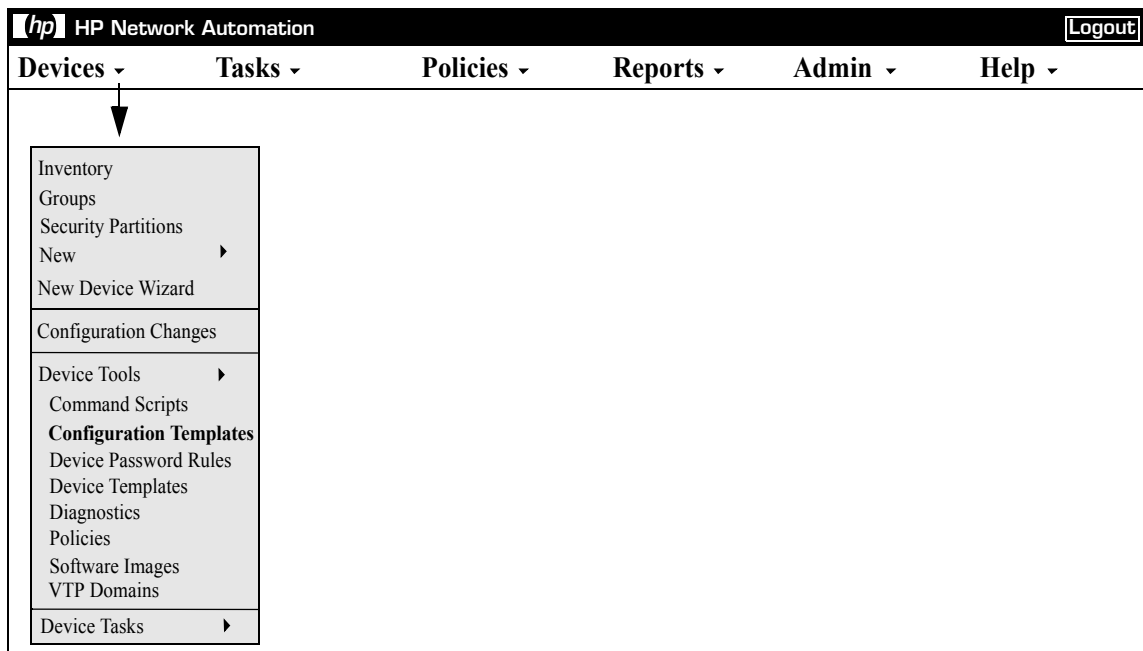 hp HP Network Automation Logout
Devices Tasks Policies Reports Admin Help
Inventory
Groups
Security Partitions
New
New Device Wizard
Configuration Changes
Device Tools
Command Scripts
Configuration Templates
Device Password Rules
Device Templates
Diagnostics
Policies
Software Images
VTP Domains
Device Tasks